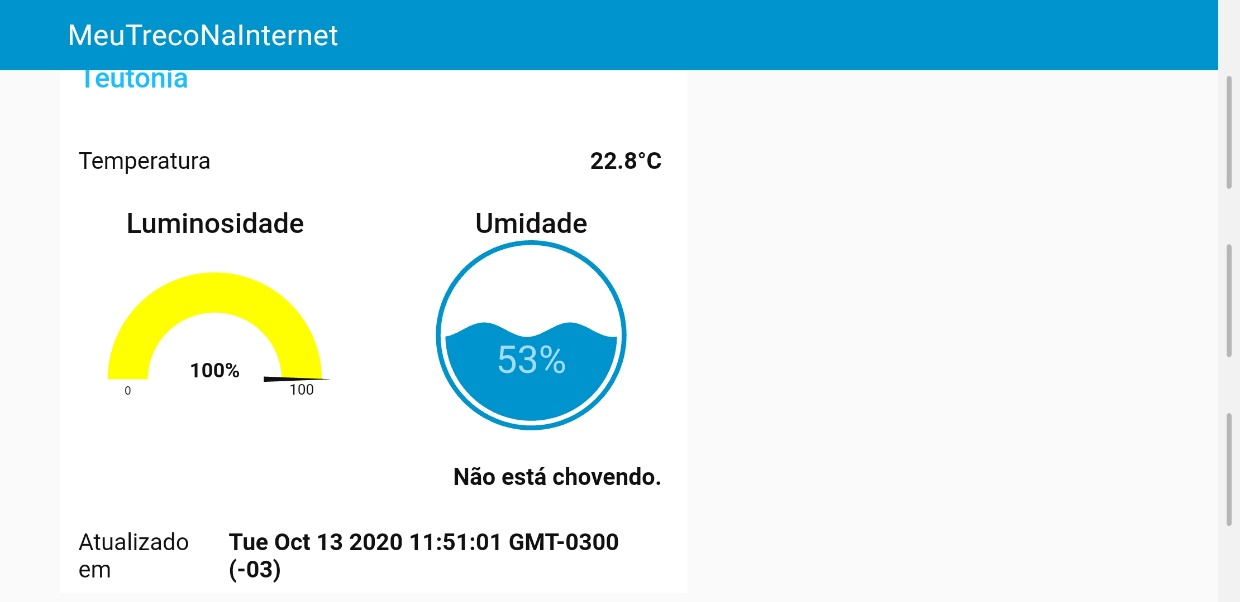 MeuTrecoNaInternet
Teutônia
Temperatura 22.8°C
Luminosidade Umidade
100%
0 100
53%
Não está chovendo.
Atualizado Tue Oct 13 2020 11:51:01 GMT-0300
em (-03)